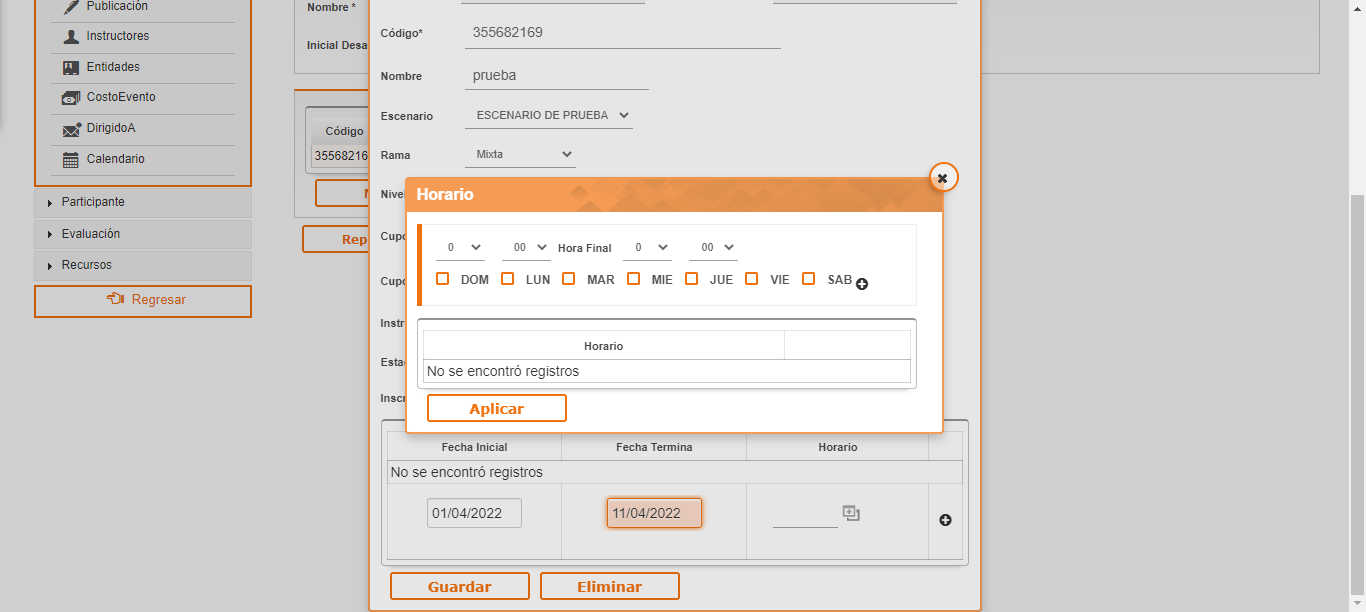 Publicación
Instructores
Entidades
CostoEvento
DirigidoA
Calendario
Participante
Evaluación
Recursos
Regresar
Nombre *
Inicial Desa
Código
35568216
Rep
Código* 355682169
Nombre prueba
Escenario ESCENARIO DE PRUEBA
Rama Mixta
Nivel
Cupo
Cupo
Instr
Esta
Inscr
Horario
0 00 Hora Final 0 00
DOM LUN MAR MIE JUE VIE SAB
Horario
No se encontró registros
Aplicar
Fecha Inicial Fecha Termina Horario
No se encontró registros
01/04/2022 11/04/2022
Guardar Eliminar